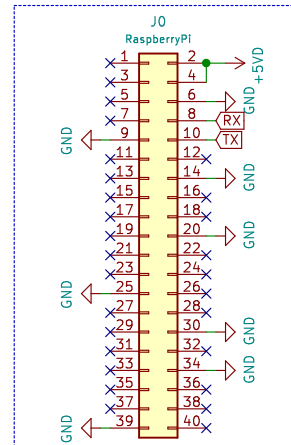 J0
RaspberryPi
1 2 +5VD
3 4
5 6 GND
7 8 RX
GND 9 10 TX
11 12
13 14 GND
15 16
17 18
19 20 GND
21 22
23 24
GND 25 26
27 28
29 30 GND
31 32
33 34 GND
35 36
37 38
GND 39 40